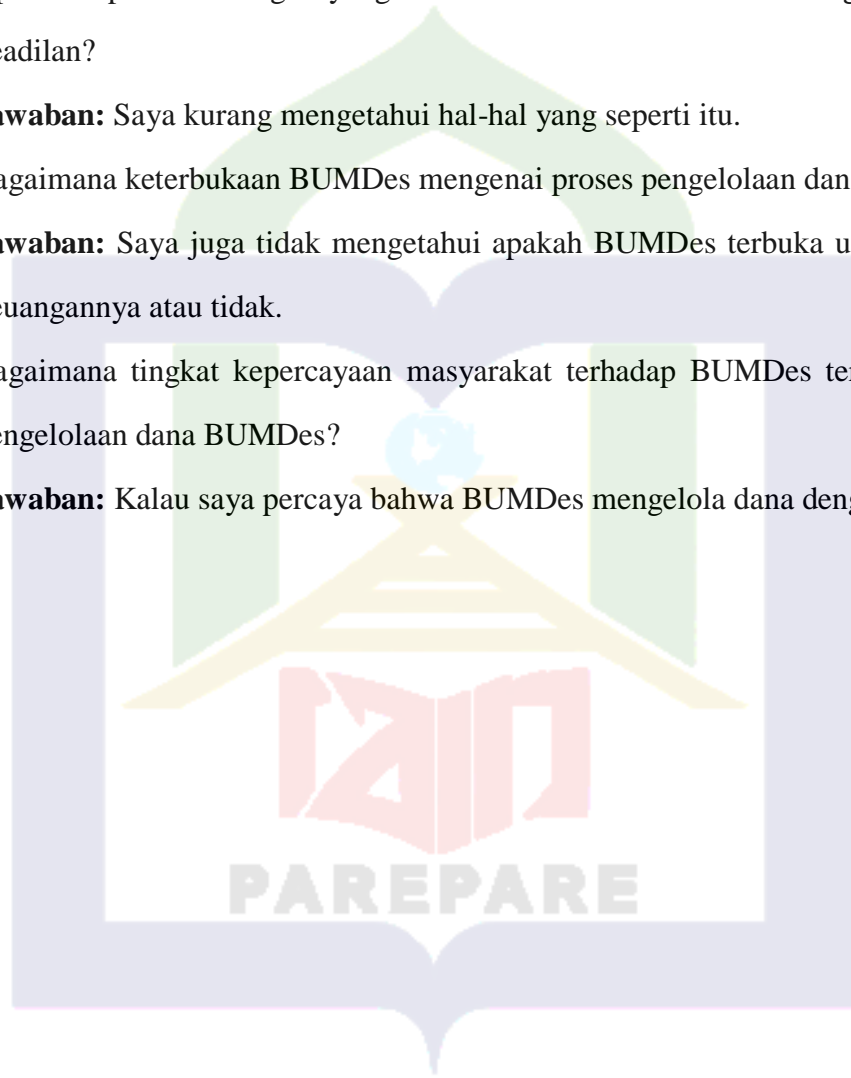 eadilan?
awaban: Saya kurang mengetahui hal-hal yang seperti itu.
agaimana keterbukaan BUMDes mengenai proses pengelolaan dan
awaban: Saya juga tidak mengetahui apakah BUMDes terbuka u
euangannya atau tidak.
agaimana tingkat kepercayaan masyarakat terhadap BUMDes te
engelolaan dana BUMDes?
awaban: Kalau saya percaya bahwa BUMDes mengelola dana deng
iain
PAREPARE